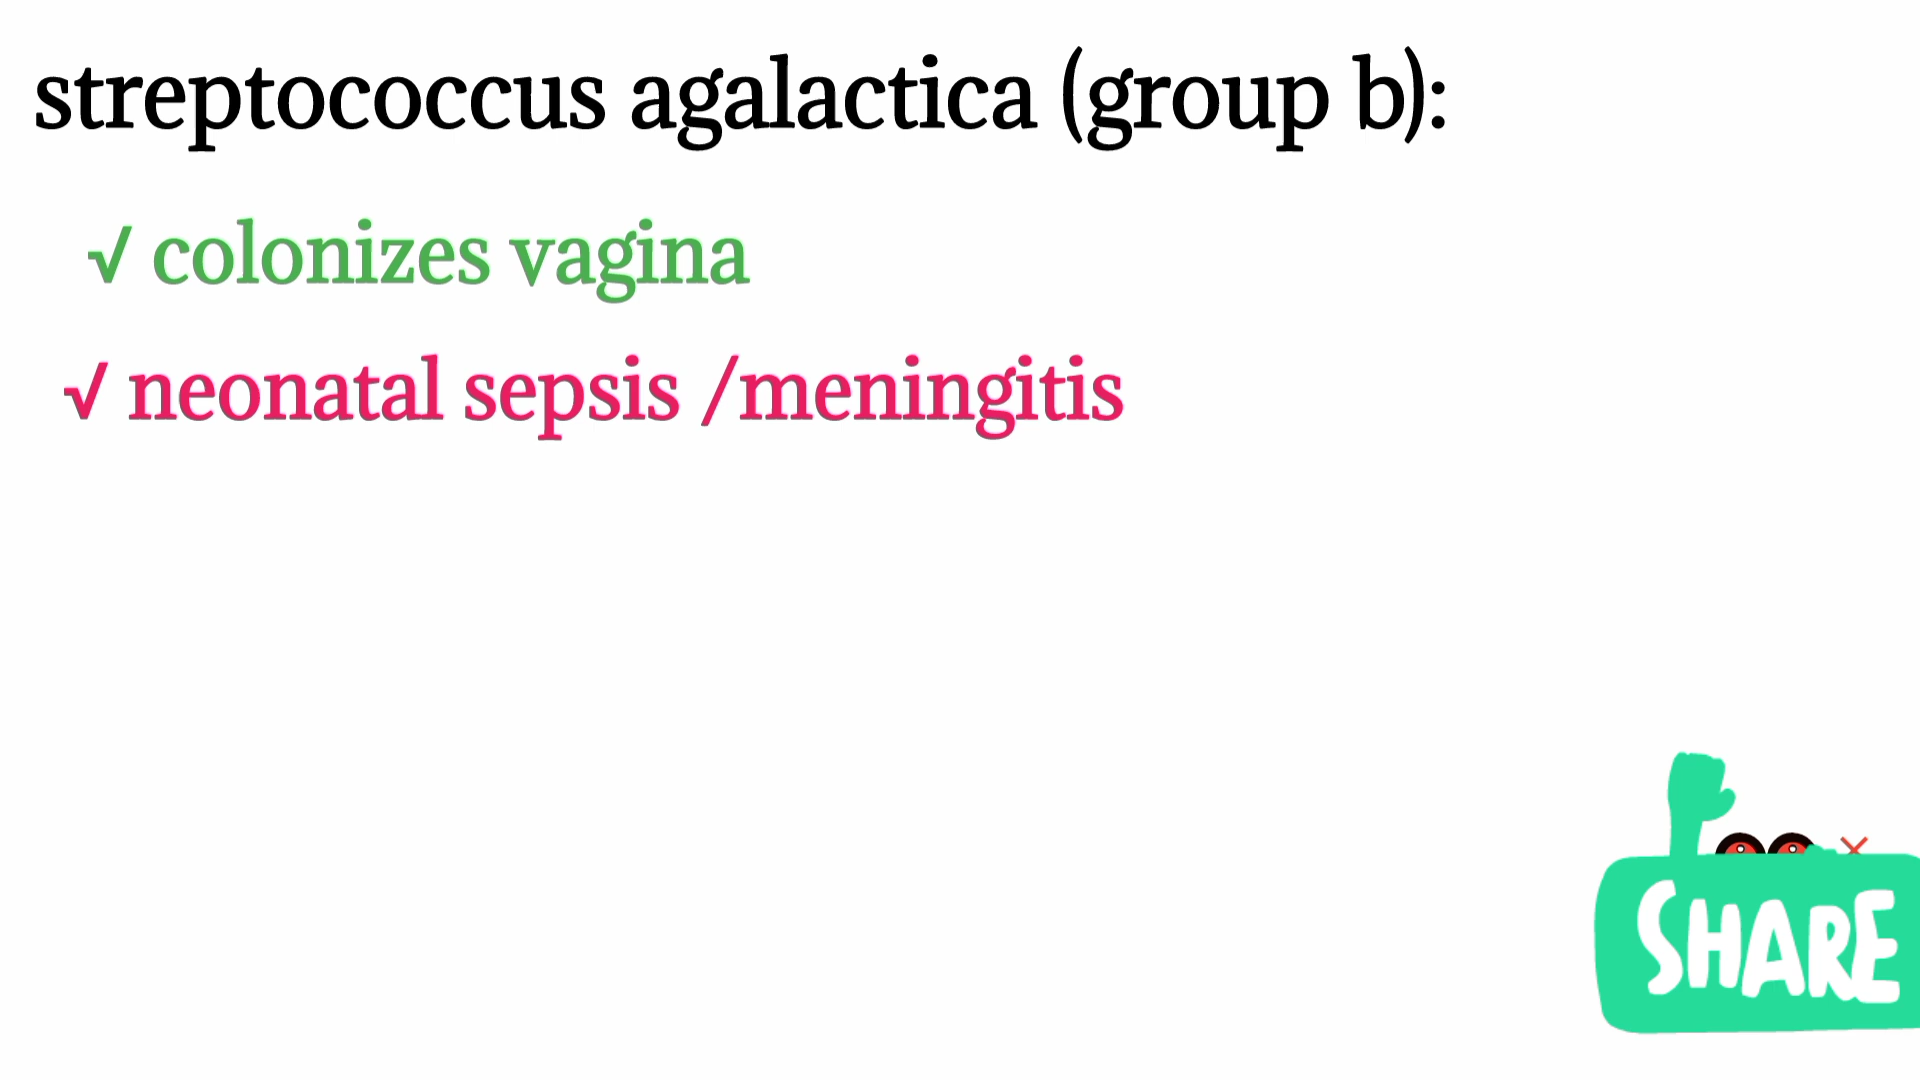 streptococcus agalactica (group b):
√ colonizes vagina
√ neonatal sepsis /meningitis
SHARE